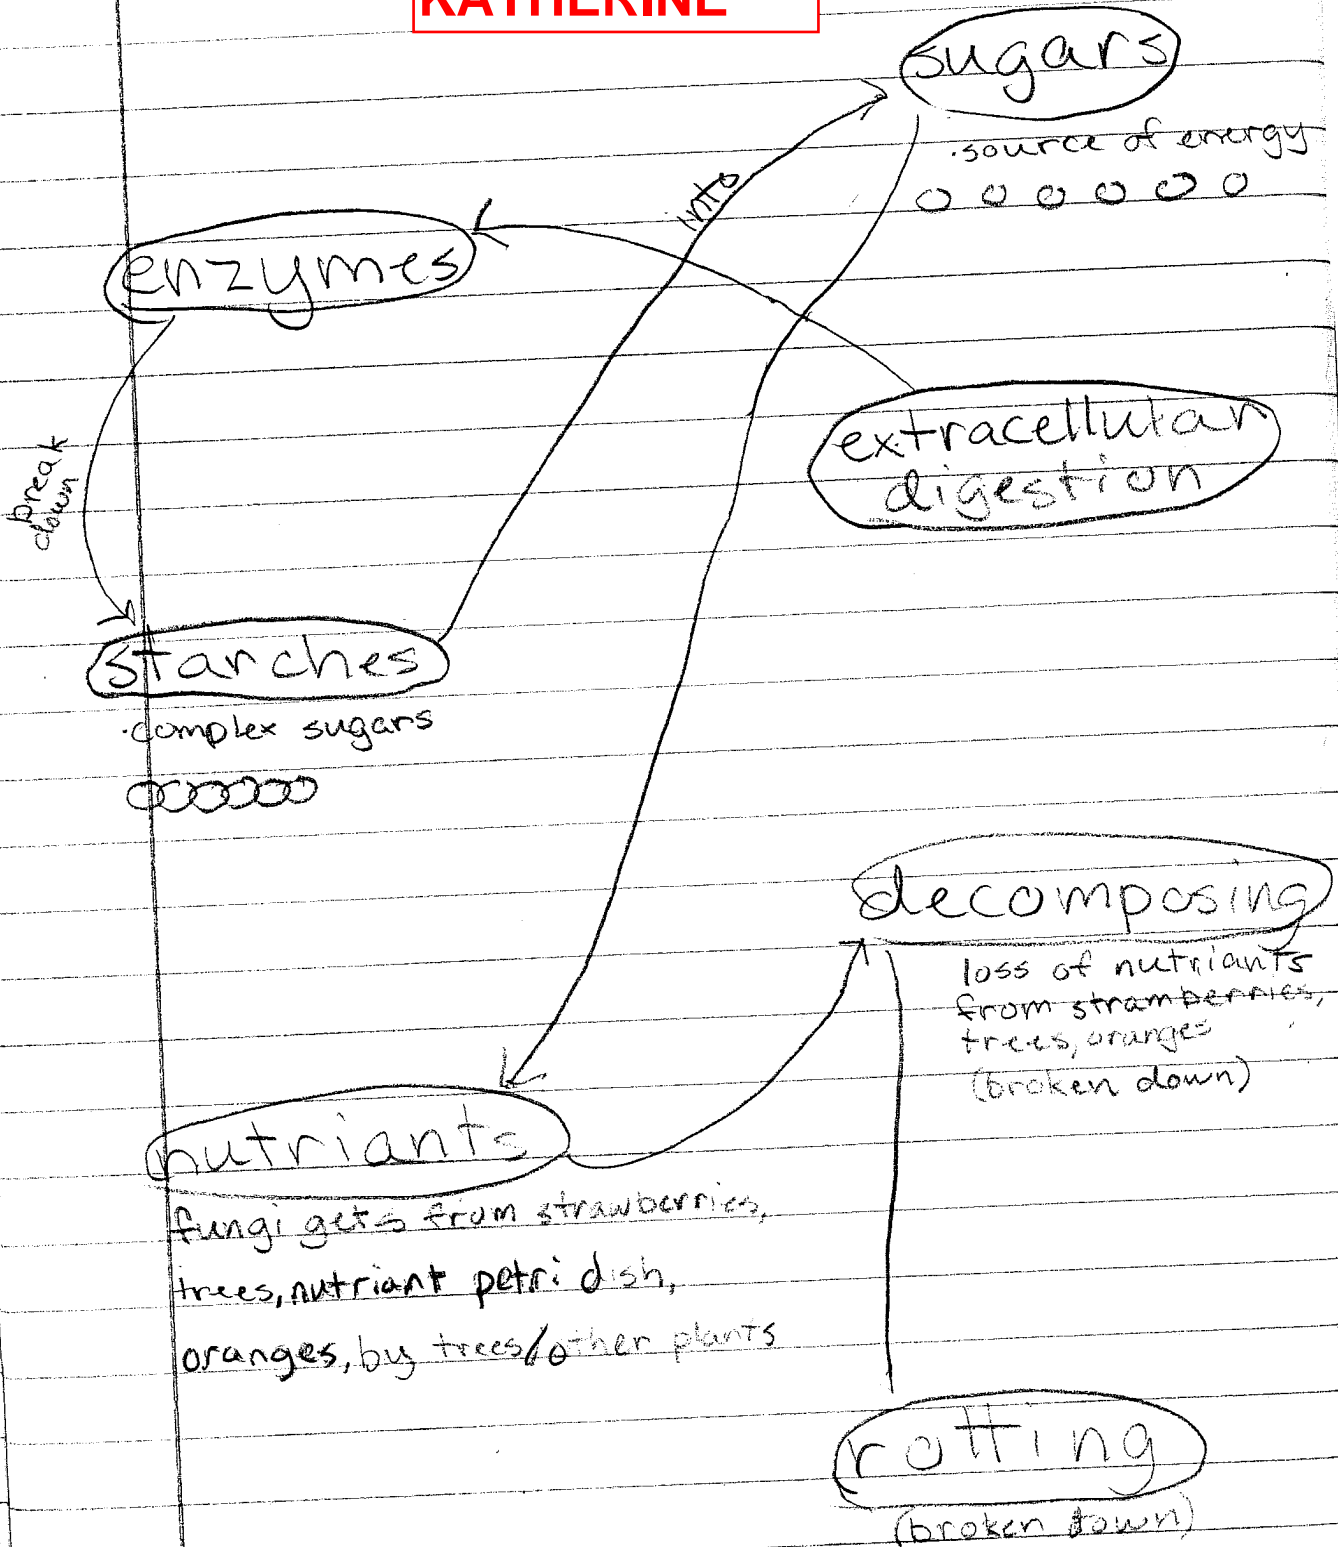 KATHERINE
sugars
·source of energy
into
enzymes
extracellular
digestion
break
down
starches
·complex sugars
decomposing
loss of nutriants
from stramberries,
trees, oranges
(broken down)
nutriants
fungi gets from strawberries,
trees, nutriant petri dish,
oranges, by trees/other plants
rotting
(broken down)